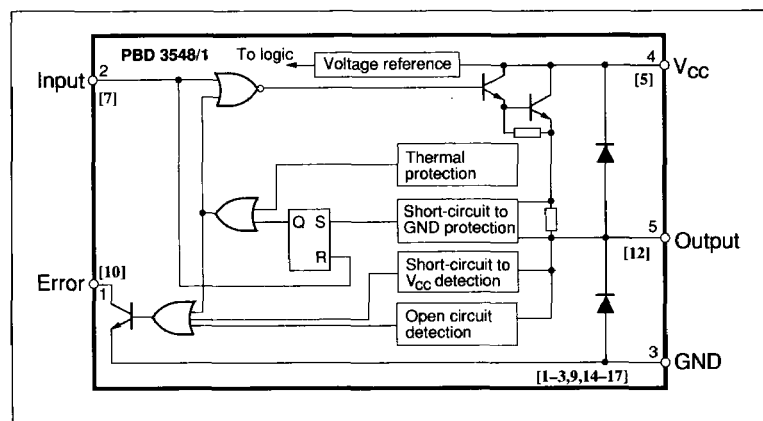 PBD 3548/1
To logic
Voltage reference
4
VCC
[5]
Input
2
[7]
Thermal
protection
Q S
R
Short-circuit to
GND protection
5
Output
[12]
Short-circuit to
VCC detection
Error
[10]
1
Open circuit
detection
3
GND
[1–3,9,14–17]